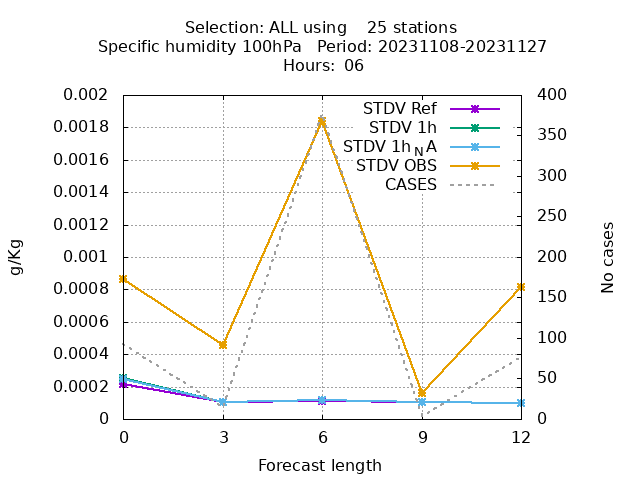 Selection: ALL using    25 stations
Specific humidity 100hPa   Period: 20231108-20231127
Hours: 06
STDV Ref
STDV 1h
STDV 1h_NA
STDV OBS
CASES
0.002
0.0018
0.0016
0.0014
0.0012
0.001
0.0008
0.0006
0.0004
0.0002
0
400
350
300
250
200
150
100
50
0
g/Kg
No cases
0 3 6 9 12
Forecast length